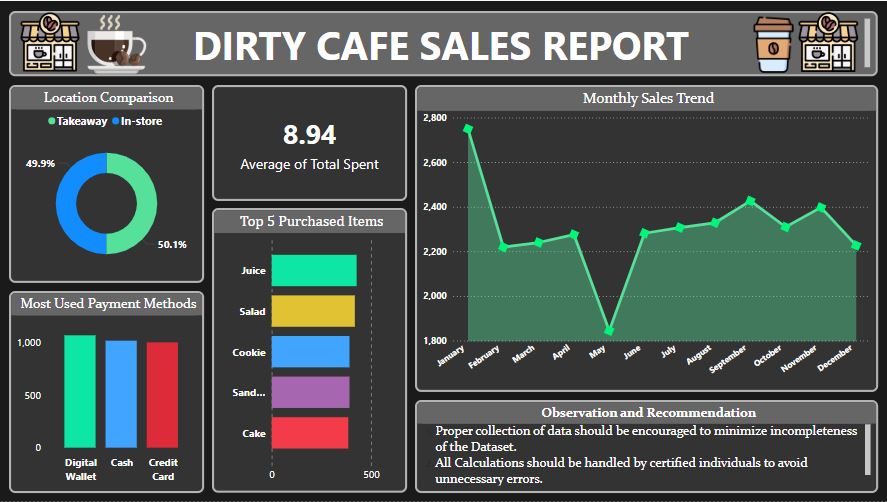 DIRTY CAFE SALES REPORT
Location Comparison
Takeaway In-store
49.9%
50.1%
8.94
Average of Total Spent
Monthly Sales Trend
2,800
2,600
2,400
2,200
2,000
1,800
January February March April May June July August September October November December
Top 5 Purchased Items
Juice
Salad
Cookie
Sand...
Cake
0 500
Most Used Payment Methods
1,000
500
0
Digital
Wallet
Cash
Credit
Card
Observation and Recommendation
Proper collection of data should be encouraged to minimize incompleteness
of the Dataset.
All Calculations should be handled by certified individuals to avoid
unnecessary errors.